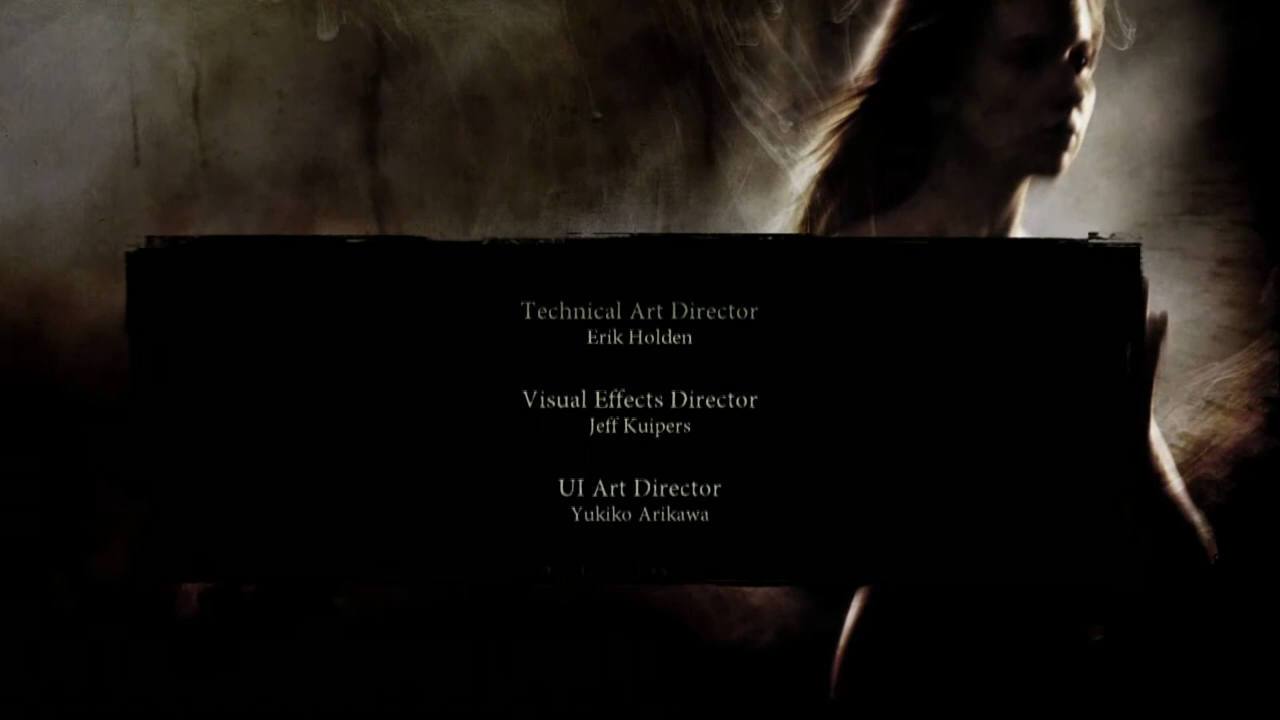 Technical Art Director
Erik Holden
Visual Effects Director
Jeff Kuipers
UI Art Director
Yukiko Arikawa